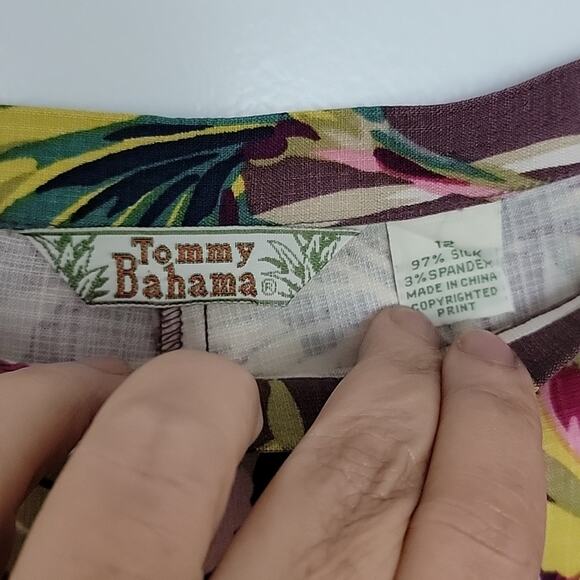 Tommy
Bahama®
12
97% SILK
3% SPANDEX
MADE IN CHINA
COPYRIGHTED
PRINT